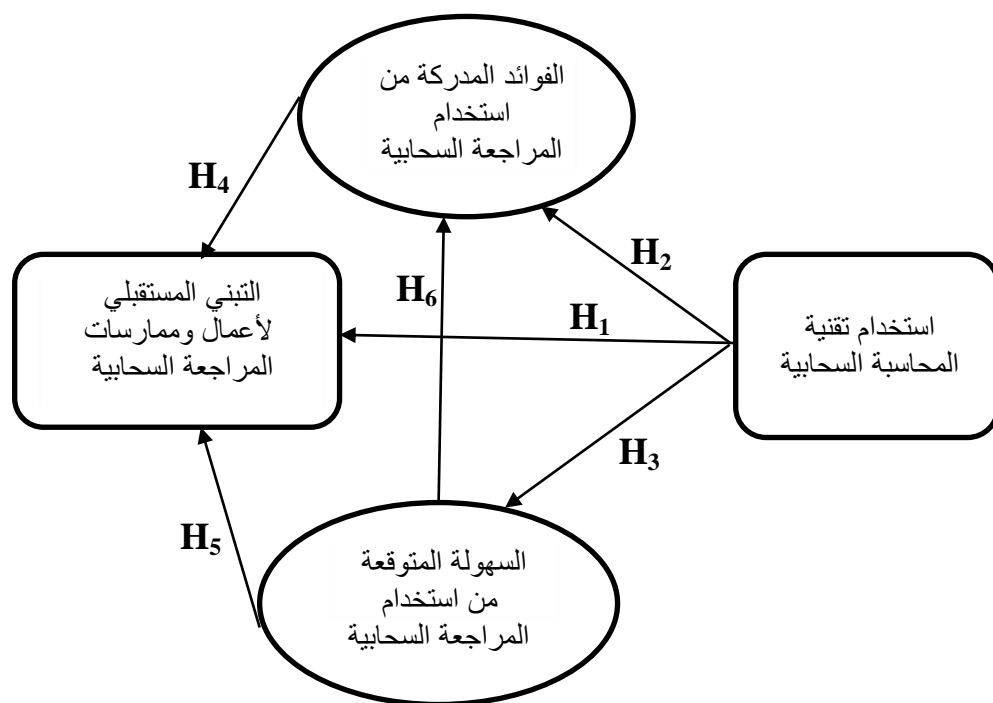 الفوائد المدركة من
استخدام
المراجعة السحابية
H4
H2
التبني المستقبلي
لأعمال وممارسات
المراجعة السحابية
H6
H1
استخدام تقنية
المحاسبة السحابية
H3
H5
السهولة المتوقعة
من استخدام
المراجعة السحابية